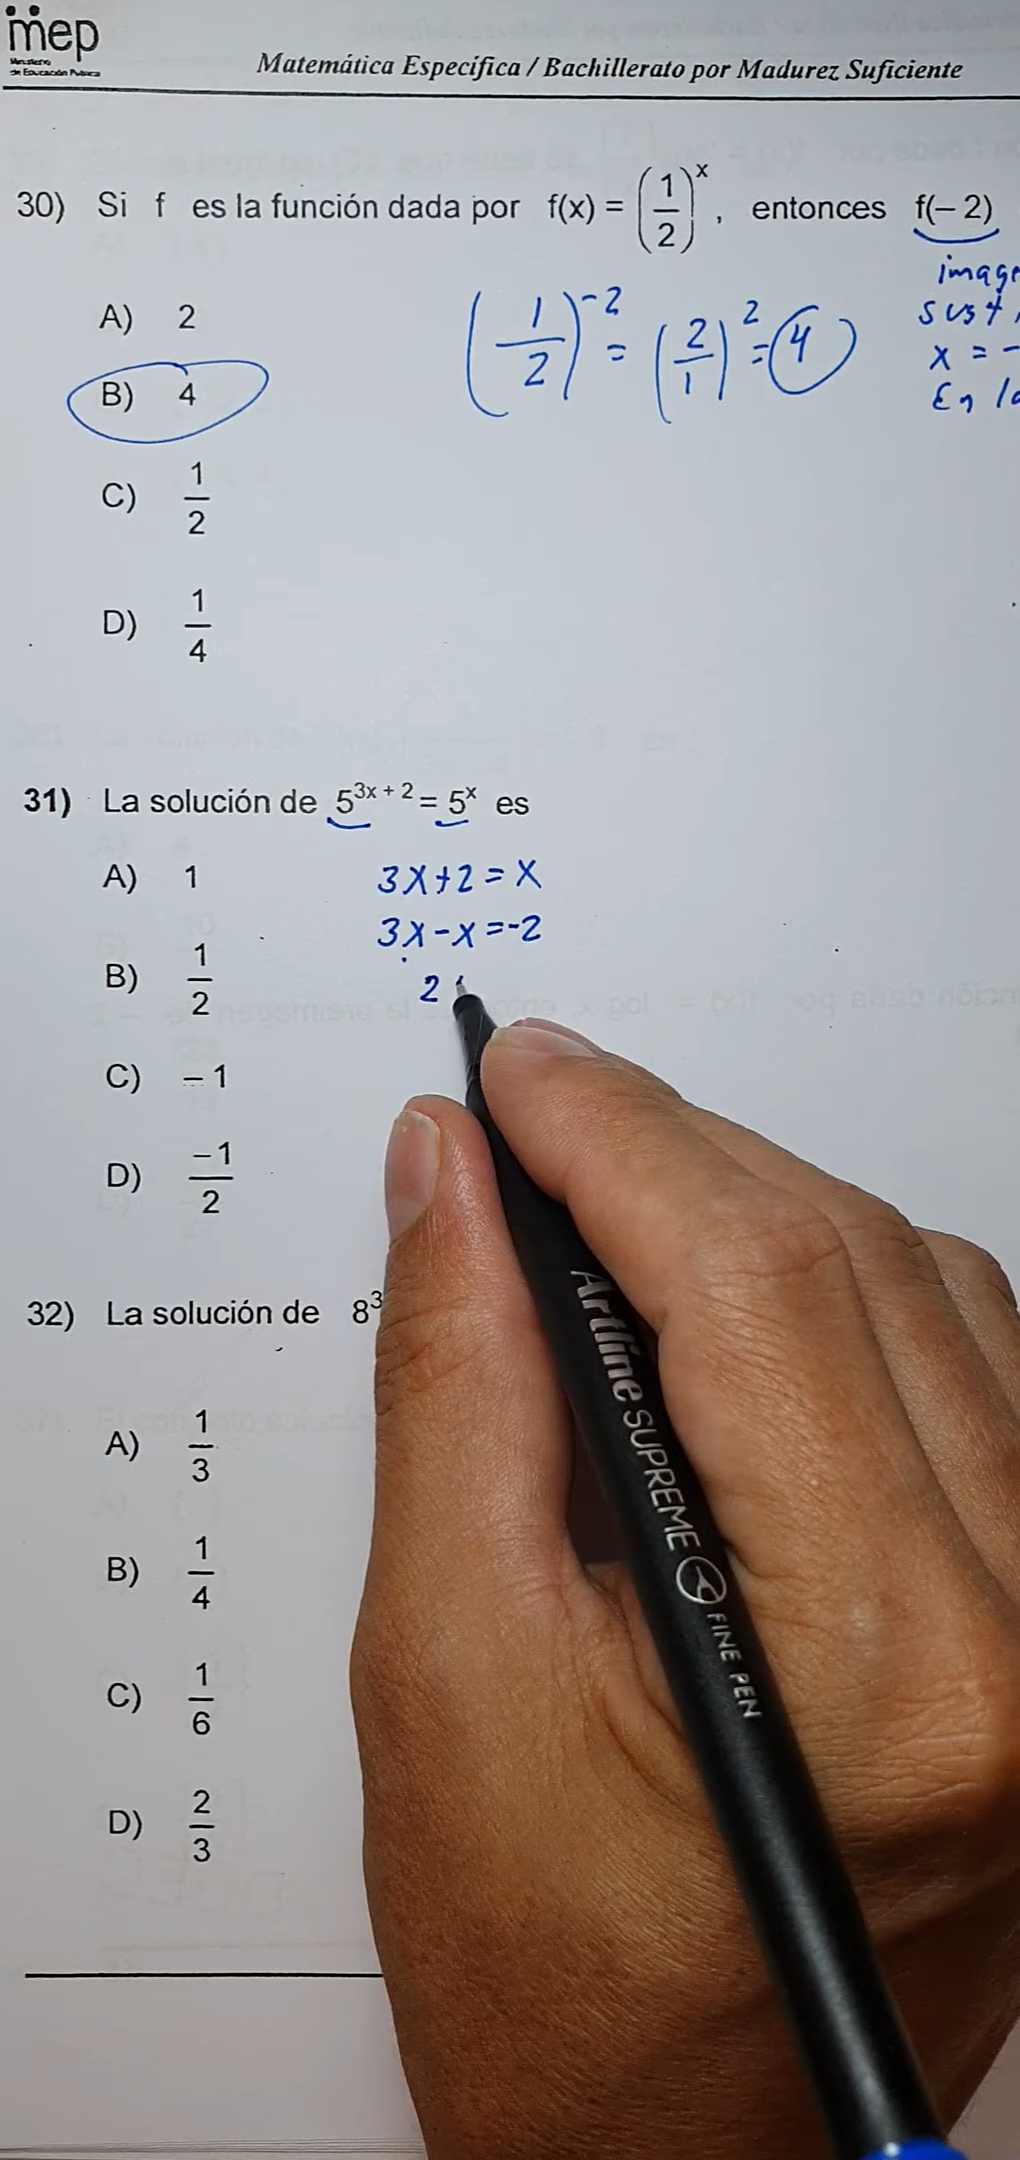 mep
Ministerio
de Educación Pública
Matemática Específica / Bachillerato por Madurez Suficiente
30) Si f es la función dada por f(x) = (1/2)^x, entonces f(– 2)
(1/2)^-2 = (2/1)^2 = 4
sust
x = -
En
A) 2
B) 4
C) 1/2
D) 1/4
31) La solución de 5^(3x + 2) = 5^x es
3x+2=x
3x-x=-2
2
A) 1
B) 1/2
C) – 1
D) –1/2
32) La solución de 8^3
A) 1/3
B) 1/4
C) 1/6
D) 2/3
Artline SUPREME FINE PEN